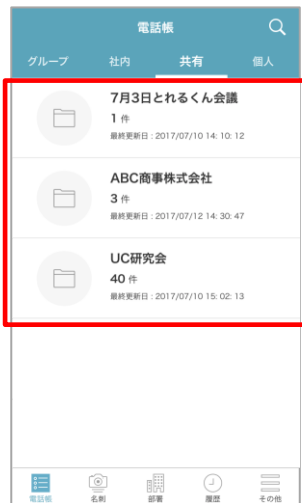 電話帳
グループ 社内 共有 個人
7月3日とれるくん会議
1 件
最終更新日 : 2017/07/10 14: 10: 12
ABC商事株式会社
3 件
最終更新日 : 2017/07/12 14: 30: 47
UC研究会
40 件
最終更新日 : 2017/07/10 15: 02: 13
電話帳 名刺 部署 履歴 その他